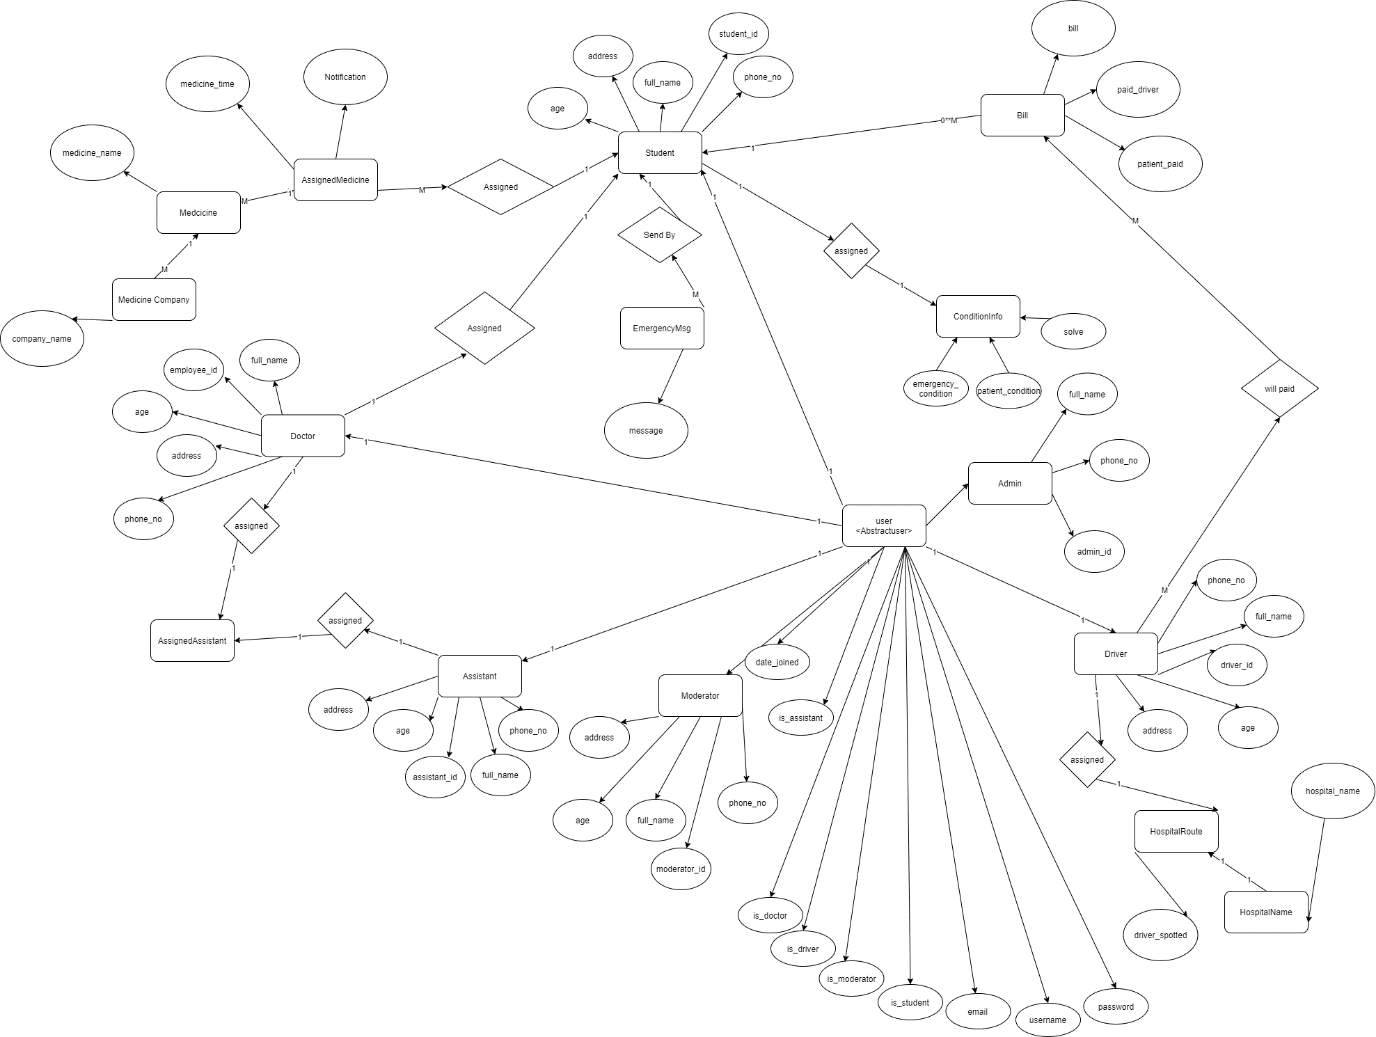 bill
student_id
address
Notification
phone_no
full_name
medicine_time
paid_driver
age
Bill
0**M
1
Student
medicine_name
patient_paid
AssignedMedicine
1
Assigned
M
1
M
1
1
1
Medcicine
1
M
Send By
assigned
1
M
1
Medicine Company
M
ConditionInfo
EmergencyMsg
Assigned
solve
company_name
full_name
employee_id
emergency_
condition
patient_condition
will paid
full_name
1
age
message
Doctor
1
address
phone_no
1
1
Admin
phone_no
1
user
<Abstractuser>
assigned
admin_id
1
1
1
1
phone_no
M
full_name
assigned
1
AssignedAssistant
1
1
1
Driver
date_joined
driver_id
Assistant
Moderator
1
address
is_assistant
age
phone_no
address
address
age
assigned
assistant_id
full_name
1
hospital_name
phone_no
age
full_name
HospitalRoute
1
moderator_id
1
HospitalName
is_doctor
driver_spotted
is_driver
is_moderator
is_student
email
username
password